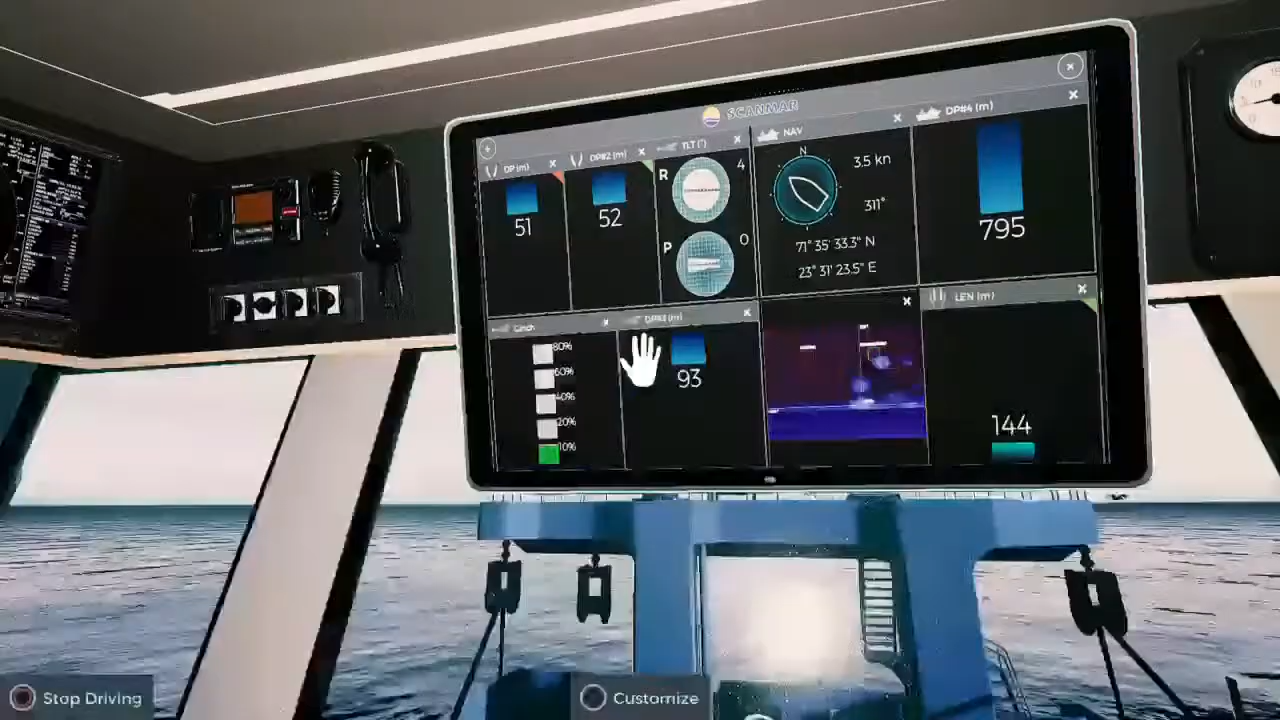 SCANMAR
DP (m)
DP#2 (m)
TLT (°)
NAV
DP#4 (m)
51
52
R
4
P
0
N
3.5 kn
311°
71° 35' 33.3" N
23° 31' 23.5" E
795
Catch
DP#3 (m)
LEN (m)
80%
60%
40%
20%
10%
93
144
Stop Driving
Customize